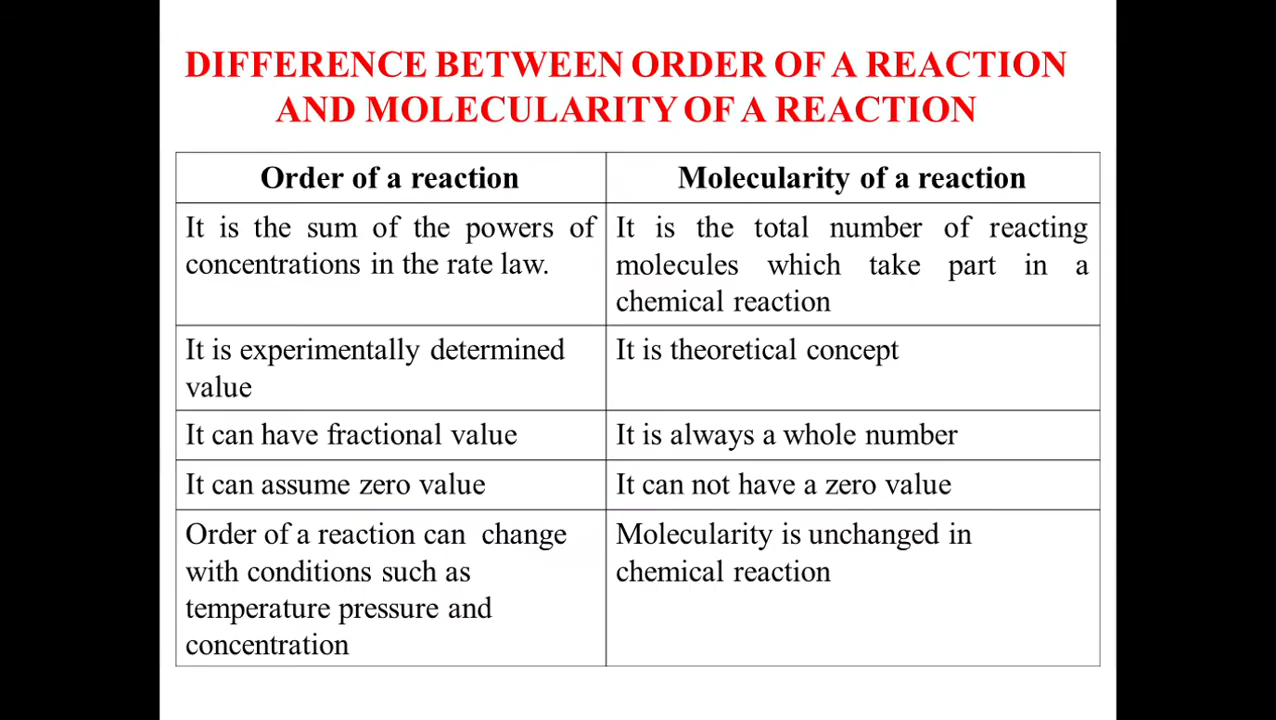 DIFFERENCE BETWEEN ORDER OF A REACTION
AND MOLECULARITY OF A REACTION
Order of a reaction
Molecularity of a reaction
It is the sum of the powers of
concentrations in the rate law.
It is the total number of reacting
molecules which take part in a
chemical reaction
It is experimentally determined
value
It is theoretical concept
It can have fractional value
It is always a whole number
It can assume zero value
It can not have a zero value
Order of a reaction can change
with conditions such as
temperature pressure and
concentration
Molecularity is unchanged in
chemical reaction